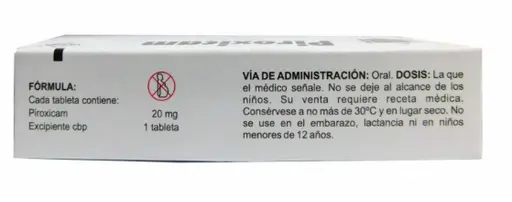 Piroxicam
FÓRMULA:
Cada tableta contiene:
Piroxicam 20 mg
Excipiente cbp 1 tableta
VÍA DE ADMINISTRACIÓN: Oral. DOSIS: La que
el médico señale. No se deje al alcance de los
niños. Su venta requiere receta médica.
Consérvese a no más de 30ºC y en lugar seco. No
se use en el embarazo, lactancia ni en niños
menores de 12 años.